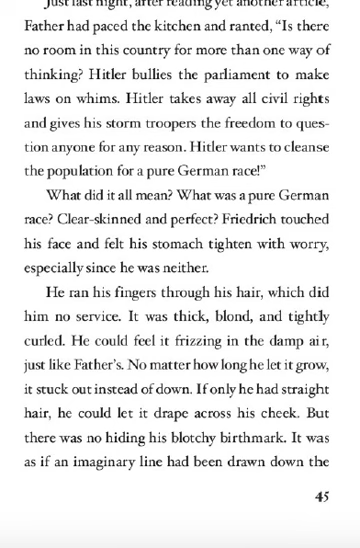 Just last night, after reading yet another article,
Father had paced the kitchen and ranted, “Is there
no room in this country for more than one way of
thinking? Hitler bullies the parliament to make
laws on whims. Hitler takes away all civil rights
and gives his storm troopers the freedom to ques-
tion anyone for any reason. Hitler wants to cleanse
the population for a pure German race!”
What did it all mean? What was a pure German
race? Clear-skinned and perfect? Friedrich touched
his face and felt his stomach tighten with worry,
especially since he was neither.
He ran his fingers through his hair, which did
him no service. It was thick, blond, and tightly
curled. He could feel it frizzing in the damp air,
just like Father’s. No matter how long he let it grow,
it stuck out instead of down. If only he had straight
hair, he could let it drape across his cheek. But
there was no hiding his blotchy birthmark. It was
as if an imaginary line had been drawn down the
45